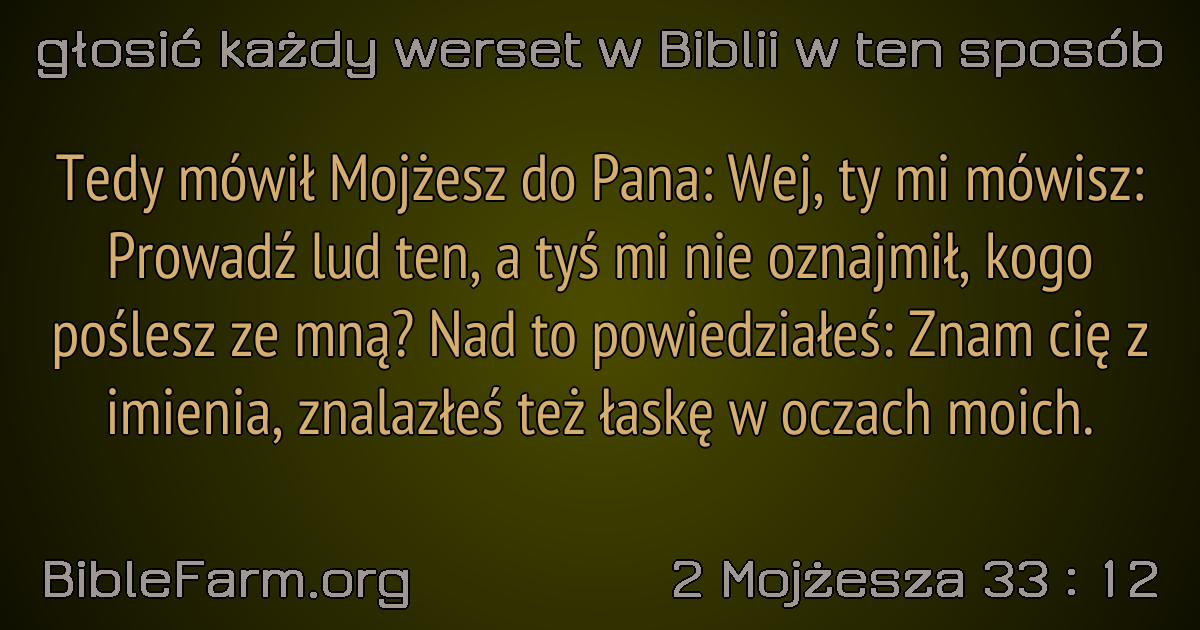 głosić każdy werset w Biblii w ten sposób
Tedy mówił Mojżesz do Pana: Wej, ty mi mówisz:
Prowadź lud ten, a tyś mi nie oznajmił, kogo
poślesz ze mną? Nad to powiedziałeś: Znam cię z
imienia, znalazłeś też łaskę w oczach moich.
BibleFarm.org
2 Mojżesza 33 : 12